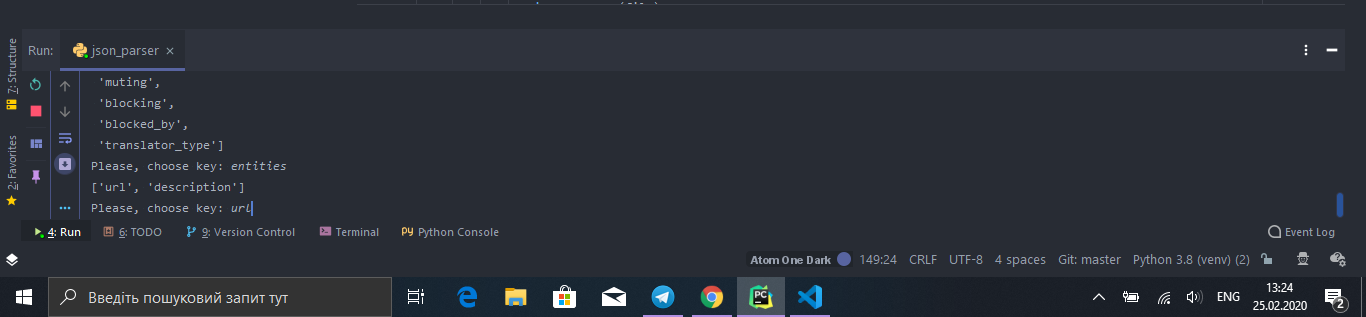 Run: json_parser
7: Structure
2: Favorites
'muting',
'blocking',
'blocked_by',
'translator_type']
Please, choose key: entities
['url', 'description']
Please, choose key: url
4: Run 6: TODO 9: Version Control Terminal Python Console Event Log
Atom One Dark 149:24 CRLF UTF-8 4 spaces Git: master Python 3.8 (venv) (2)
Введіть пошуковий запит тут
PC
ENG
13:24
25.02.2020
2